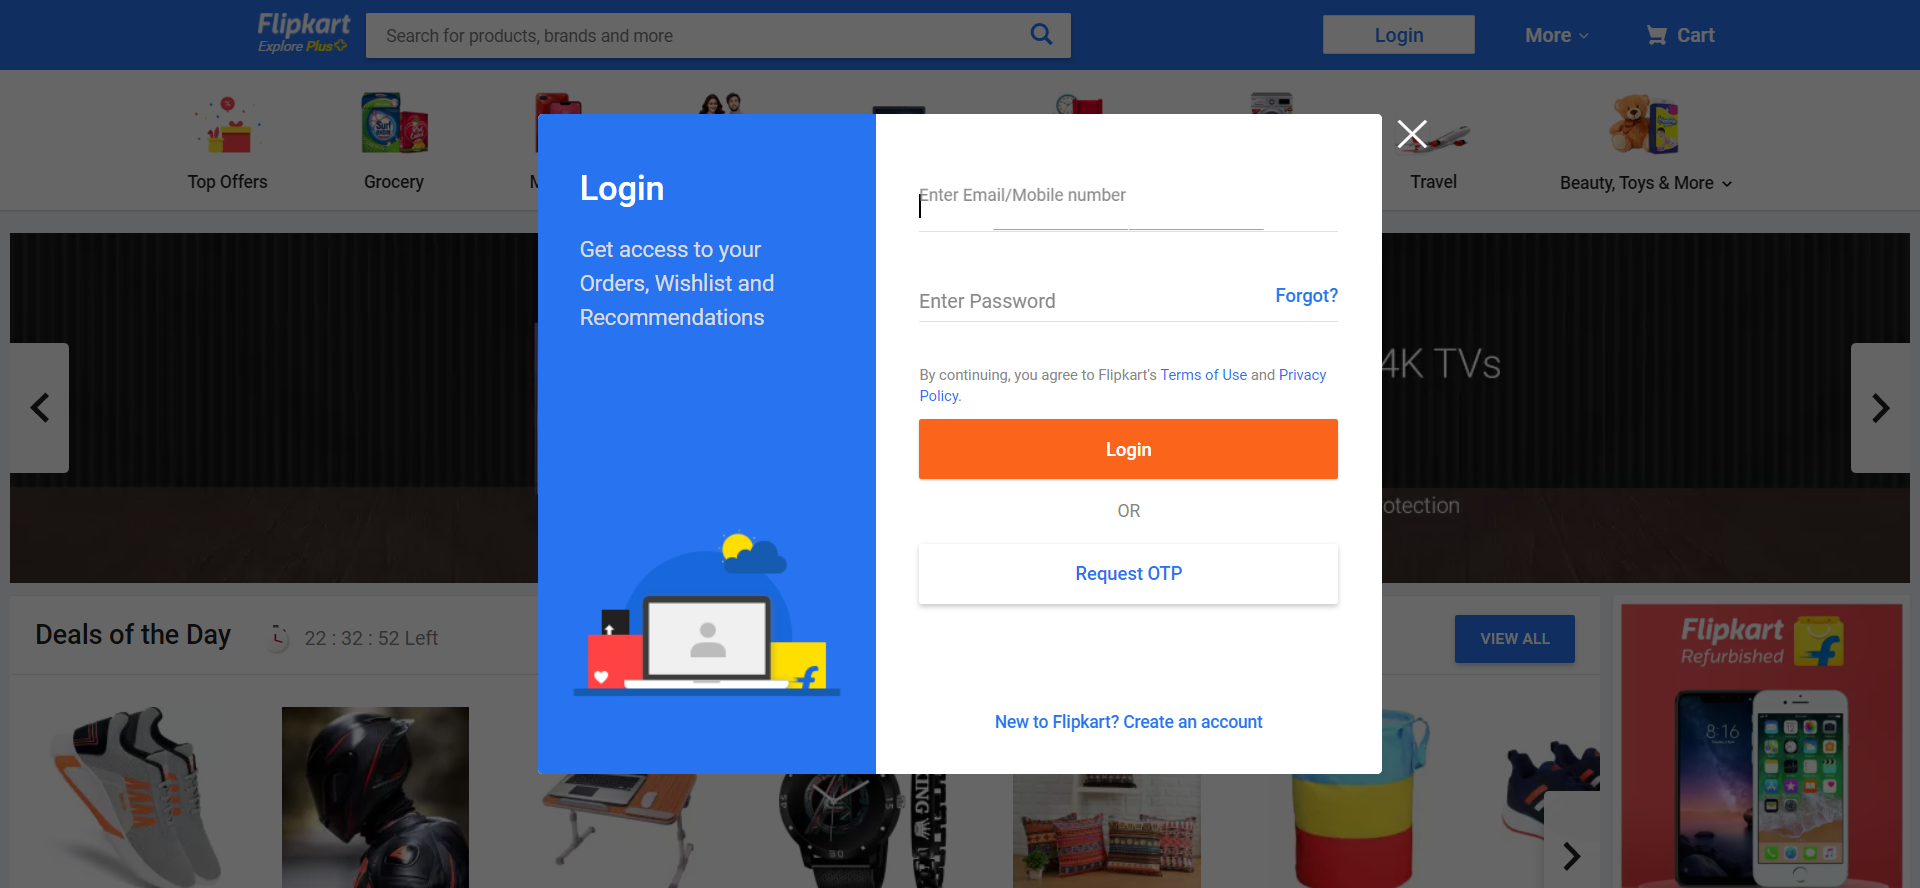 Flipkart
Explore Plus
Search for products, brands and more
Login
More
Cart
Top Offers
Grocery
Travel
Beauty, Toys & More
Login
Get access to your
Orders, Wishlist and
Recommendations
Enter Email/Mobile number
Enter Password
Forgot?
By continuing, you agree to Flipkart's Terms of Use and Privacy
Policy.
Login
OR
Request OTP
New to Flipkart? Create an account
4K TVs
otection
Deals of the Day
22 : 32 : 52 Left
VIEW ALL
Flipkart
Refurbished
8:16
KING